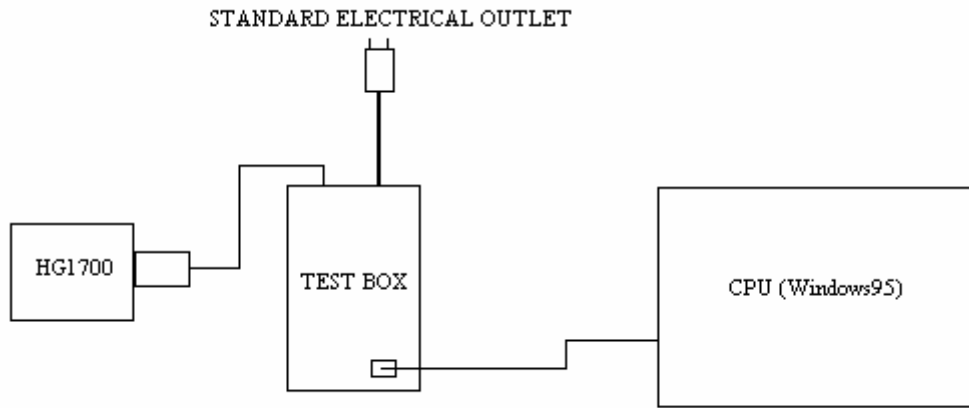 STANDARD ELECTRICAL OUTLET
HG1700
TEST BOX
CPU (Windows95)